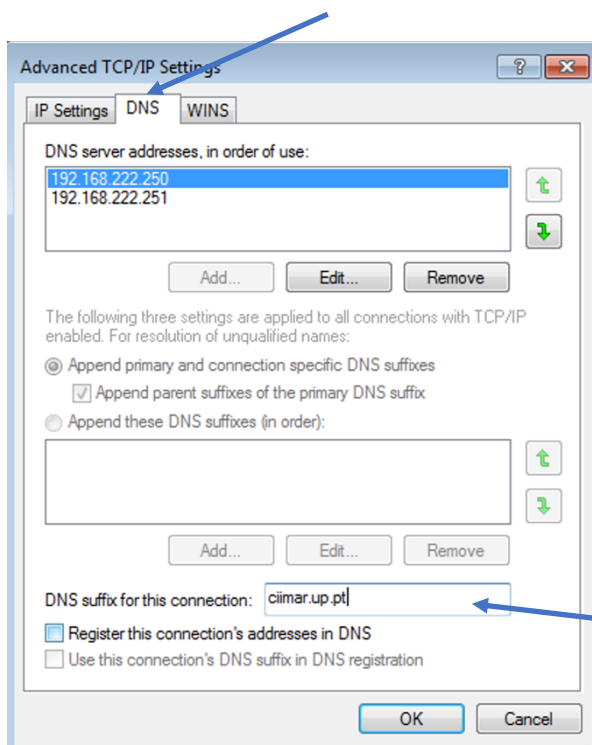 Advanced TCP/IP Settings
IP Settings DNS WINS
DNS server addresses, in order of use:
192.168.222.250
192.168.222.251
Add... Edit... Remove
The following three settings are applied to all connections with TCP/IP
enabled. For resolution of unqualified names:
Append primary and connection specific DNS suffixes
Append parent suffixes of the primary DNS suffix
Append these DNS suffixes (in order):
Add... Edit... Remove
DNS suffix for this connection: ciimar.up.pt
Register this connection's addresses in DNS
Use this connection's DNS suffix in DNS registration
OK Cancel